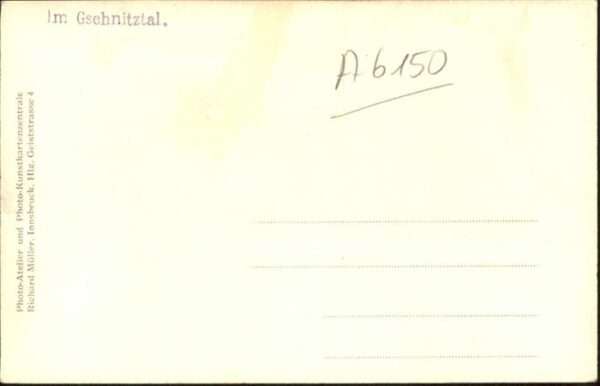 Im Gschnitztal.
A 6150
Photo-Atelier und Photo-Kunstkartenzentrale
Richard Müller, Innsbruck, Hlg. Geiststrasse 4